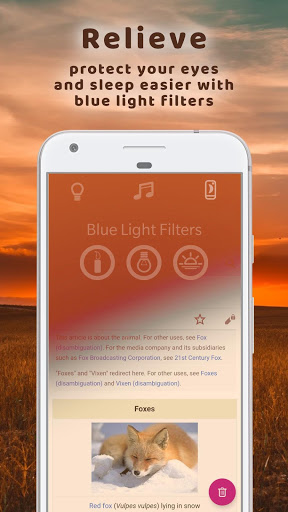 Relieve
protect your eyes
and sleep easier with
blue light filters
Blue Light Filters
This article is about the animal. For other uses, see Fox
(disambiguation). For the media company and its subsidiaries
such as Fox Broadcasting Corporation, see 21st Century Fox.
"Foxes" and "Vixen" redirect here. For other uses, see Foxes
(disambiguation) and Vixen (disambiguation).
Foxes
Red fox (Vulpes vulpes) lying in snow